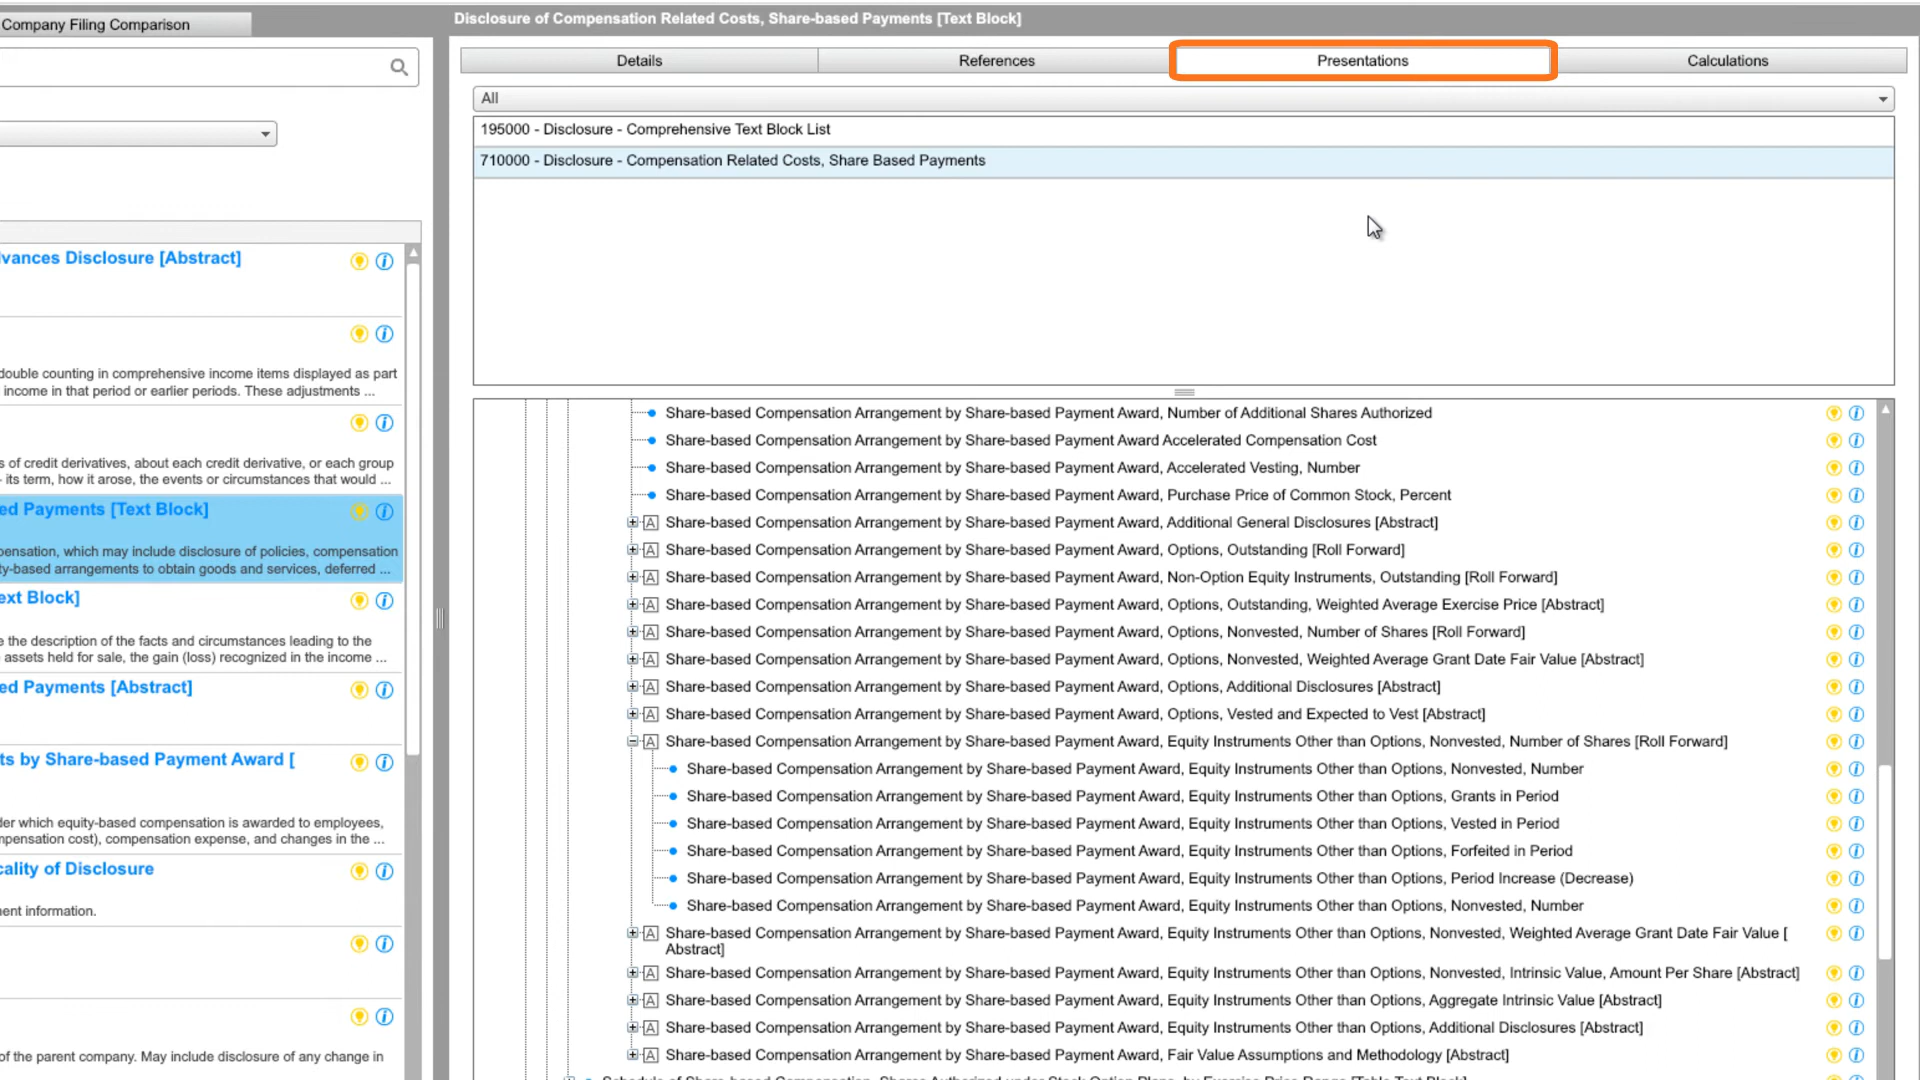 Company Filing Comparison
Disclosure of Compensation Related Costs, Share-based Payments [Text Block]
Details
References
Presentations
Calculations
All
195000 - Disclosure - Comprehensive Text Block List
710000 - Disclosure - Compensation Related Costs, Share Based Payments
vances Disclosure [Abstract]
double counting in comprehensive income items displayed as part
income in that period or earlier periods. These adjustments ...
s of credit derivatives, about each credit derivative, or each group
- its term, how it arose, the events or circumstances that would ...
ed Payments [Text Block]
pensation, which may include disclosure of policies, compensation
ty-based arrangements to obtain goods and services, deferred ...
ext Block]
e the description of the facts and circumstances leading to the
assets held for sale, the gain (loss) recognized in the income ...
ed Payments [Abstract]
ts by Share-based Payment Award [
der which equity-based compensation is awarded to employees,
mpensation cost), compensation expense, and changes in the ...
cality of Disclosure
nent information.
of the parent company. May include disclosure of any change in
Share-based Compensation Arrangement by Share-based Payment Award, Number of Additional Shares Authorized
Share-based Compensation Arrangement by Share-based Payment Award Accelerated Compensation Cost
Share-based Compensation Arrangement by Share-based Payment Award, Accelerated Vesting, Number
Share-based Compensation Arrangement by Share-based Payment Award, Purchase Price of Common Stock, Percent
A Share-based Compensation Arrangement by Share-based Payment Award, Additional General Disclosures [Abstract]
A Share-based Compensation Arrangement by Share-based Payment Award, Options, Outstanding [Roll Forward]
A Share-based Compensation Arrangement by Share-based Payment Award, Non-Option Equity Instruments, Outstanding [Roll Forward]
A Share-based Compensation Arrangement by Share-based Payment Award, Options, Outstanding, Weighted Average Exercise Price [Abstract]
A Share-based Compensation Arrangement by Share-based Payment Award, Options, Nonvested, Number of Shares [Roll Forward]
A Share-based Compensation Arrangement by Share-based Payment Award, Options, Nonvested, Weighted Average Grant Date Fair Value [Abstract]
A Share-based Compensation Arrangement by Share-based Payment Award, Options, Additional Disclosures [Abstract]
A Share-based Compensation Arrangement by Share-based Payment Award, Options, Vested and Expected to Vest [Abstract]
A Share-based Compensation Arrangement by Share-based Payment Award, Equity Instruments Other than Options, Nonvested, Number of Shares [Roll Forward]
Share-based Compensation Arrangement by Share-based Payment Award, Equity Instruments Other than Options, Nonvested, Number
Share-based Compensation Arrangement by Share-based Payment Award, Equity Instruments Other than Options, Grants in Period
Share-based Compensation Arrangement by Share-based Payment Award, Equity Instruments Other than Options, Vested in Period
Share-based Compensation Arrangement by Share-based Payment Award, Equity Instruments Other than Options, Forfeited in Period
Share-based Compensation Arrangement by Share-based Payment Award, Equity Instruments Other than Options, Period Increase (Decrease)
Share-based Compensation Arrangement by Share-based Payment Award, Equity Instruments Other than Options, Nonvested, Number
A Share-based Compensation Arrangement by Share-based Payment Award, Equity Instruments Other than Options, Nonvested, Weighted Average Grant Date Fair Value [
Abstract]
A Share-based Compensation Arrangement by Share-based Payment Award, Equity Instruments Other than Options, Nonvested, Intrinsic Value, Amount Per Share [Abstract]
A Share-based Compensation Arrangement by Share-based Payment Award, Equity Instruments Other than Options, Aggregate Intrinsic Value [Abstract]
A Share-based Compensation Arrangement by Share-based Payment Award, Equity Instruments Other than Options, Additional Disclosures [Abstract]
A Share-based Compensation Arrangement by Share-based Payment Award, Fair Value Assumptions and Methodology [Abstract]
Schedule of Share-based Compensation, Shares Authorized under Stock Option Plans, by Exercise Price Range [Table Text Block]